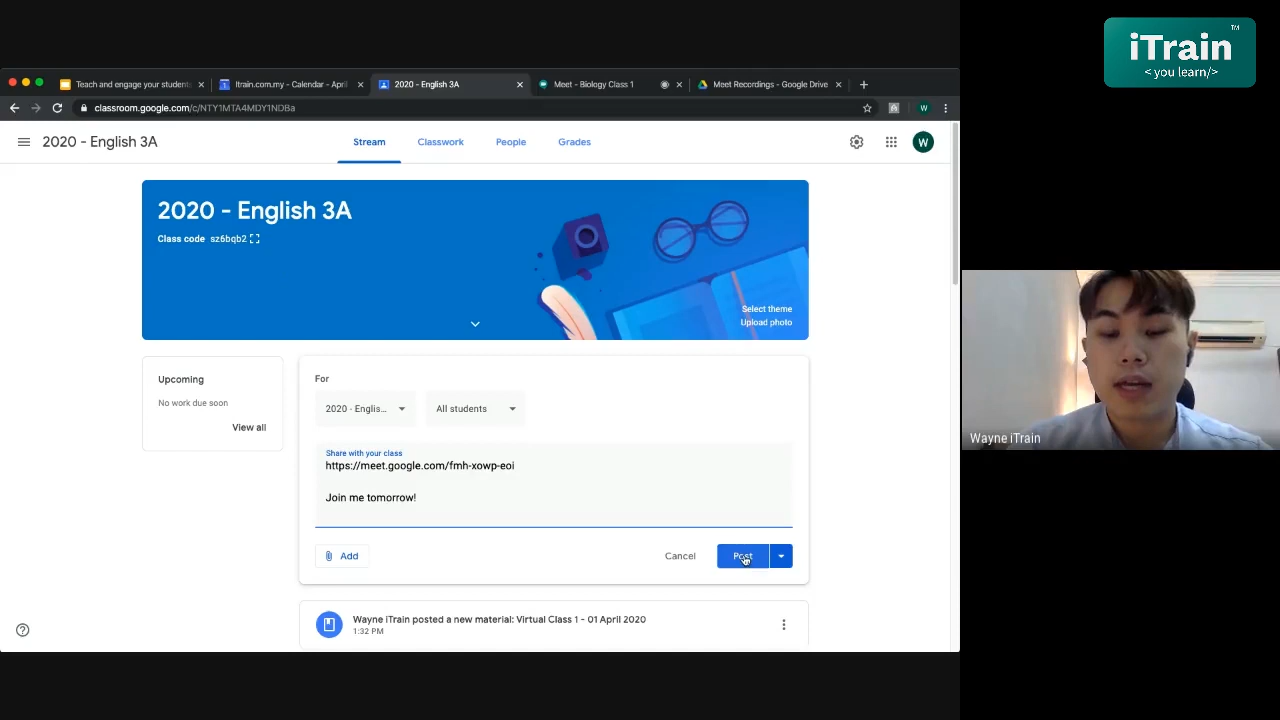 iTrain™
< you learn/>
Teach and engage your student
Itrain.com.my - Calendar - April
2020 - English 3A
Meet - Biology Class 1
Meet Recordings - Google Drive
classroom.google.com/c/NTY1MTA4MDY1NDBa
W
2020 - English 3A
Stream
Classwork
People
Grades
W
2020 - English 3A
Class code sz6bqb2
Select theme
Upload photo
Upcoming
No work due soon
View all
For
2020 - Englis...
All students
Share with your class
https://meet.google.com/fmh-xowp-eoi
Join me tomorrow!
Add
Cancel
Post
Wayne iTrain posted a new material: Virtual Class 1 - 01 April 2020
1:32 PM
Wayne iTrain